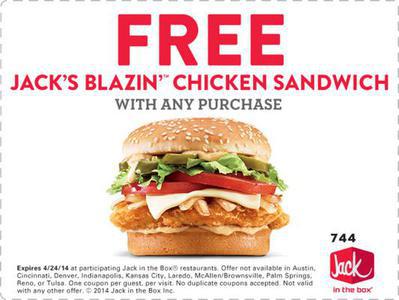 FREE
JACK'S BLAZIN'™ CHICKEN SANDWICH
WITH ANY PURCHASE
744
Jack
in the box®
Expires 4/24/14 at participating Jack in the Box® restaurants. Offer not available in Austin,
Cincinnati, Denver, Indianapolis, Kansas City, Laredo, McAllen/Brownsville, Palm Springs,
Reno, or Tulsa. One coupon per guest, per visit. No duplicate coupons accepted. Not valid
with any other offer. © 2014 Jack in the Box Inc.